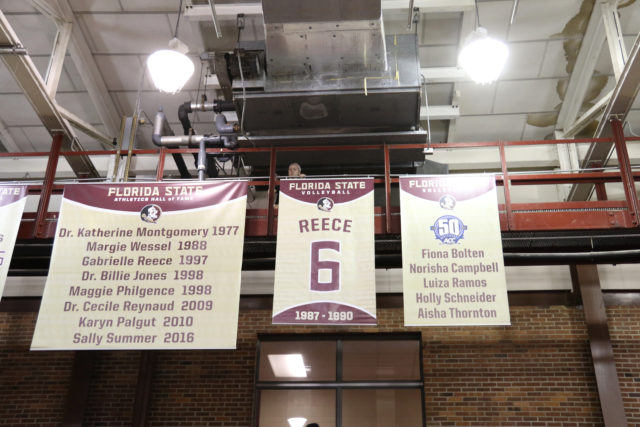 FLORIDA STATE
ATHLETICS HALL OF FAME
Dr. Katherine Montgomery 1977
Margie Wessel 1988
Gabrielle Reece 1997
Dr. Billie Jones 1998
Maggie Philgence 1998
Dr. Cecile Reynaud 2009
Karyn Palgut 2010
Sally Summer 2016
FLORIDA STATE
VOLLEYBALL
REECE
6
1987 - 1990
FLORIDA STATE
VOLLEYBALL
50
ACC
Fiona Bolten
Norisha Campbell
Luiza Ramos
Holly Schneider
Aisha Thornton